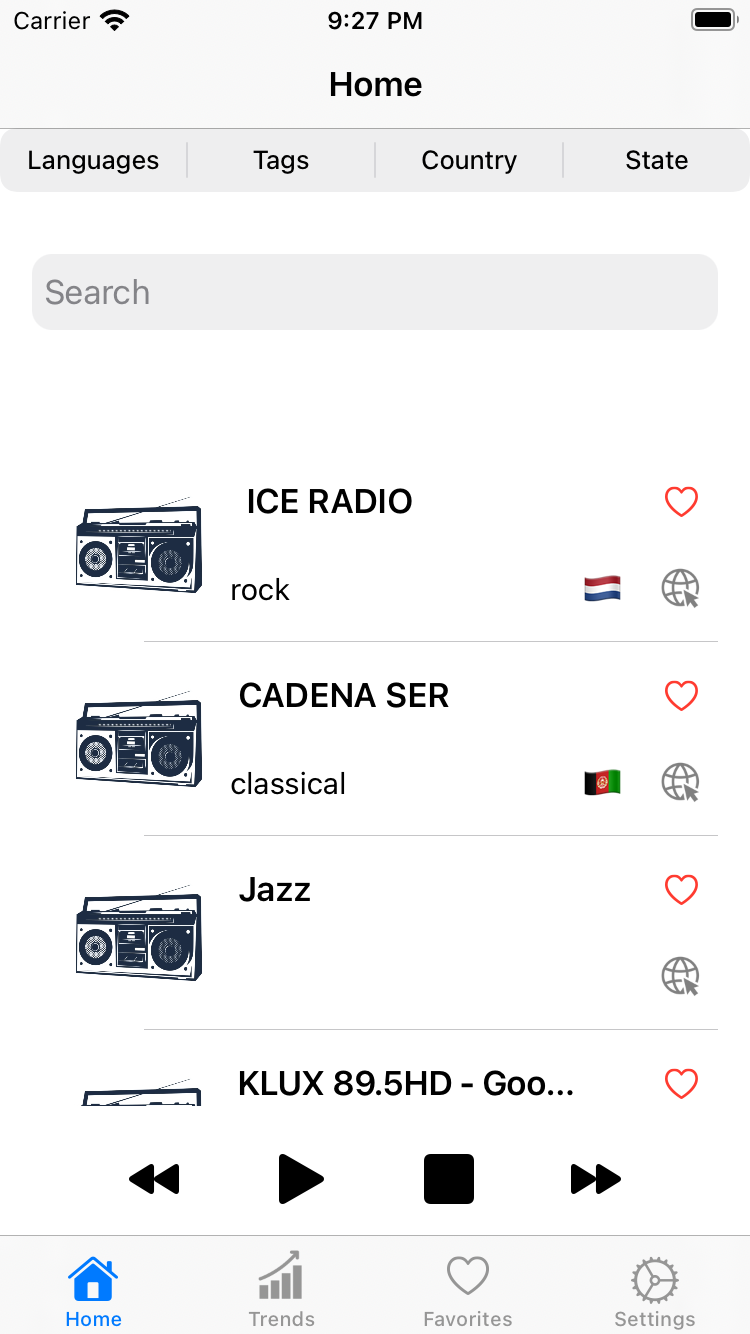 Carrier 9:27 PM
Home
Languages Tags Country State
Search
ICE RADIO
rock
CADENA SER
classical
Jazz
KLUX 89.5HD - Goo...
Home Trends Favorites Settings